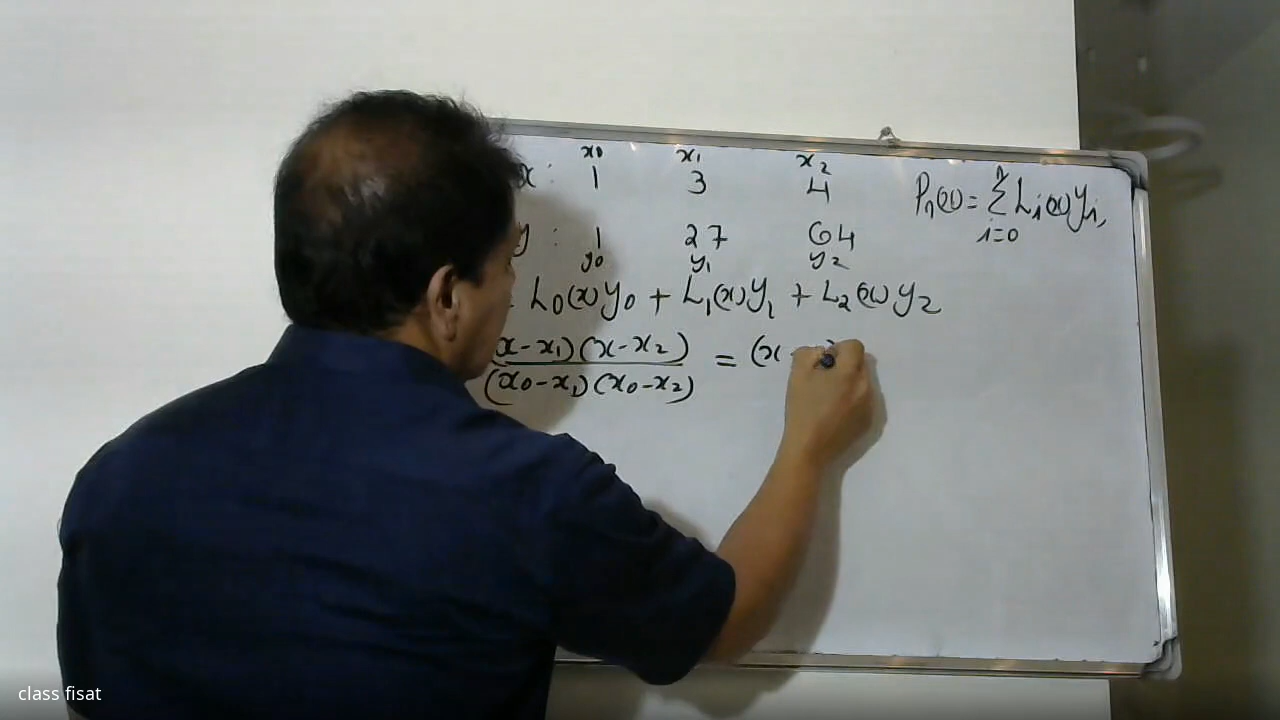 x₀ x₁ x₂
x : 1 3 4
Pₙ(x) = Σ Lᵢ(x)yᵢ,
n
i=0
y : 1 27 64
y₀ y₁ y₂
L₀(x)y₀ + L₁(x)y₁ + L₂(x)y₂
x-x₁)(x-x₂) = (x -
(x₀-x₁)(x₀-x₂)
class fisat